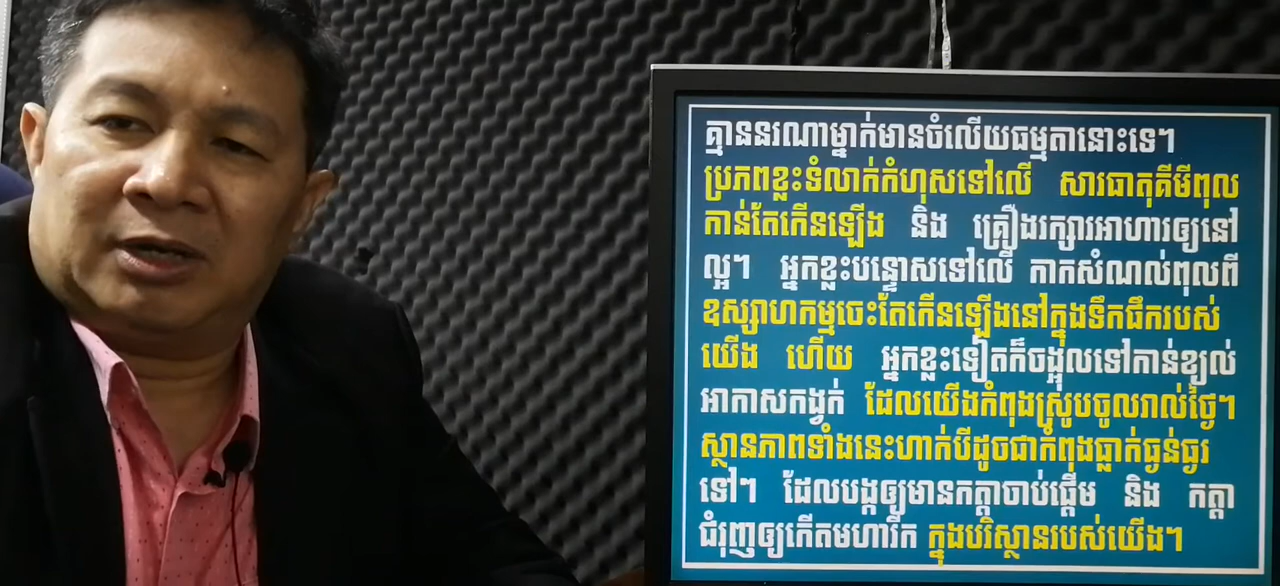 គ្មាននរណាម្នាក់មានចំលើយធម្មតានោះទេ។
ប្រភពខ្លះទំលាក់កំហុសទៅលើ សារធាតុគីមីពុល
កាន់តែកើនឡើង និង គ្រឿងរក្សារអាហារឲ្យនៅ
ល្អ។ អ្នកខ្លះបន្ទោសទៅលើ កាកសំណល់ពុលពី
ឧស្សាហកម្មចេះតែកើនឡើងនៅក្នុងទឹកផឹករបស់
យើង ហើយ អ្នកខ្លះទៀតក៏ចង្អុលទៅកាន់ខ្យល់
អាកាសកង្វក់ ដែលយើងកំពុងស្រូបចូលរាល់ថ្ងៃ។
ស្ថានភាពទាំងនេះហាក់បីដូចជាកំពុងធ្លាក់ធ្ងន់ធ្ងរ
ទៅ។ ដែលបង្កឲ្យមានកត្តាចាប់ផ្តើម និង កត្តា
ជំរុញឲ្យកើតមហារីក ក្នុងបរិស្ថានរបស់យើង។